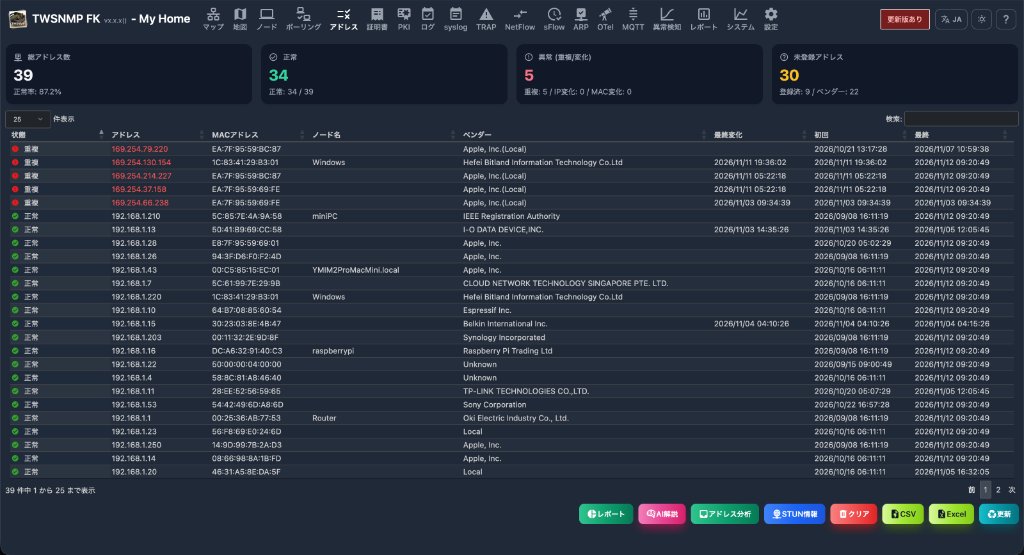 TWSNMP FK vx.x.x() - My Home
マップ 地図 ノード ポーリング アドレス 証明書 PKI ログ syslog TRAP NetFlow sFlow ARP OTel MQTT 異常検知 レポート システム 設定
更新版あり JA
総アドレス数 正常 異常 (重複/変化) 未登録アドレス
39 34 5 30
正常率: 87.2% 正常: 34 / 39 重複: 5 / IP変化: 0 / MAC変化: 0 登録済: 9 / ベンダー: 22
25 件表示 検索:
状態 アドレス MACアドレス ノード名 ベンダー 最終変化 初回 最終
重複 169.254.79.220 EA:7F:95:59:BC:87 Apple, Inc.(Local) 2026/10/21 13:17:28 2026/11/07 10:59:38
重複 169.254.130.154 1C:83:41:29:B3:01 Windows Hefei Bitland Information Technology Co.Ltd 2026/11/11 19:36:02 2026/11/11 19:36:02 2026/11/12 09:20:49
重複 169.254.214.227 EA:7F:95:59:BC:87 Apple, Inc.(Local) 2026/11/11 05:22:18 2026/11/11 05:22:18 2026/11/12 09:20:49
重複 169.254.37.158 EA:7F:95:59:69:FE Apple, Inc.(Local) 2026/11/11 05:22:18 2026/11/11 05:22:18 2026/11/12 09:20:49
重複 169.254.66.238 EA:7F:95:59:69:FE Apple, Inc.(Local) 2026/11/03 09:34:39 2026/11/03 09:34:39 2026/11/03 09:34:39
正常 192.168.1.210 5C:85:7E:4A:9A:58 miniPC IEEE Registration Authority 2026/09/08 16:11:19 2026/11/12 09:20:49
正常 192.168.1.13 50:41:B9:69:CC:58 I-O DATA DEVICE,INC. 2026/11/03 14:35:26 2026/11/03 14:35:26 2026/11/05 12:05:45
正常 192.168.1.28 E8:7F:95:59:69:01 Apple, Inc. 2026/10/20 05:02:29 2026/11/12 09:20:49
正常 192.168.1.26 94:3F:D6:F0:F2:4D Apple, Inc. 2026/09/08 16:11:19 2026/11/12 09:20:49
正常 192.168.1.43 00:C5:85:15:EC:01 YMIM2ProMacMini.local Apple, Inc. 2026/10/16 06:11:11 2026/11/12 09:20:49
正常 192.168.1.7 5C:61:99:7E:29:9B CLOUD NETWORK TECHNOLOGY SINGAPORE PTE. LTD. 2026/10/16 06:11:11 2026/11/12 09:20:49
正常 192.168.1.220 1C:83:41:29:B3:01 Windows Hefei Bitland Information Technology Co.Ltd 2026/09/08 16:11:19 2026/11/12 09:20:49
正常 192.168.1.10 64:B7:08:85:60:54 Espressif Inc. 2026/10/16 06:11:11 2026/11/12 09:20:49
正常 192.168.1.15 30:23:03:8E:4B:47 Belkin International Inc. 2026/11/04 04:10:26 2026/11/04 04:10:26 2026/11/04 04:15:26
正常 192.168.1.203 00:11:32:2E:9D:8F Synology Incorporated 2026/09/08 16:11:19 2026/11/12 09:20:49
正常 192.168.1.16 DC:A6:32:91:40:C3 raspberrypi Raspberry Pi Trading Ltd 2026/09/08 16:11:19 2026/11/12 09:20:49
正常 192.168.1.22 50:00:00:04:00:00 Unknown 2026/09/15 09:00:49 2026/11/12 09:20:49
正常 192.168.1.4 58:8C:81:A8:46:40 Unknown 2026/10/16 06:11:11 2026/11/12 09:20:49
正常 192.168.1.11 28:EE:52:56:59:65 TP-LINK TECHNOLOGIES CO.,LTD. 2026/10/20 05:07:29 2026/11/05 12:05:45
正常 192.168.1.53 54:42:49:6D:A8:6D Sony Corporation 2026/10/22 16:57:28 2026/11/12 09:20:49
正常 192.168.1.1 00:25:36:AB:77:53 Router Oki Electric Industry Co., Ltd. 2026/09/08 16:11:19 2026/11/12 09:20:49
正常 192.168.1.23 56:F8:69:E0:24:6D Local 2026/10/16 06:11:11 2026/11/12 09:20:49
正常 192.168.1.250 14:9D:99:7B:2A:D3 Apple, Inc. 2026/09/08 16:11:19 2026/11/12 09:20:49
正常 192.168.1.14 08:66:98:8A:1B:FD Apple, Inc. 2026/10/16 06:11:11 2026/11/12 09:20:49
正常 192.168.1.20 46:31:A5:8E:DA:5F Local 2026/10/16 06:11:11 2026/11/05 16:32:05
39 件中 1 から 25 まで表示 前 1 2 次
レポート AI解説 アドレス分析 STUN情報 クリア CSV Excel 更新